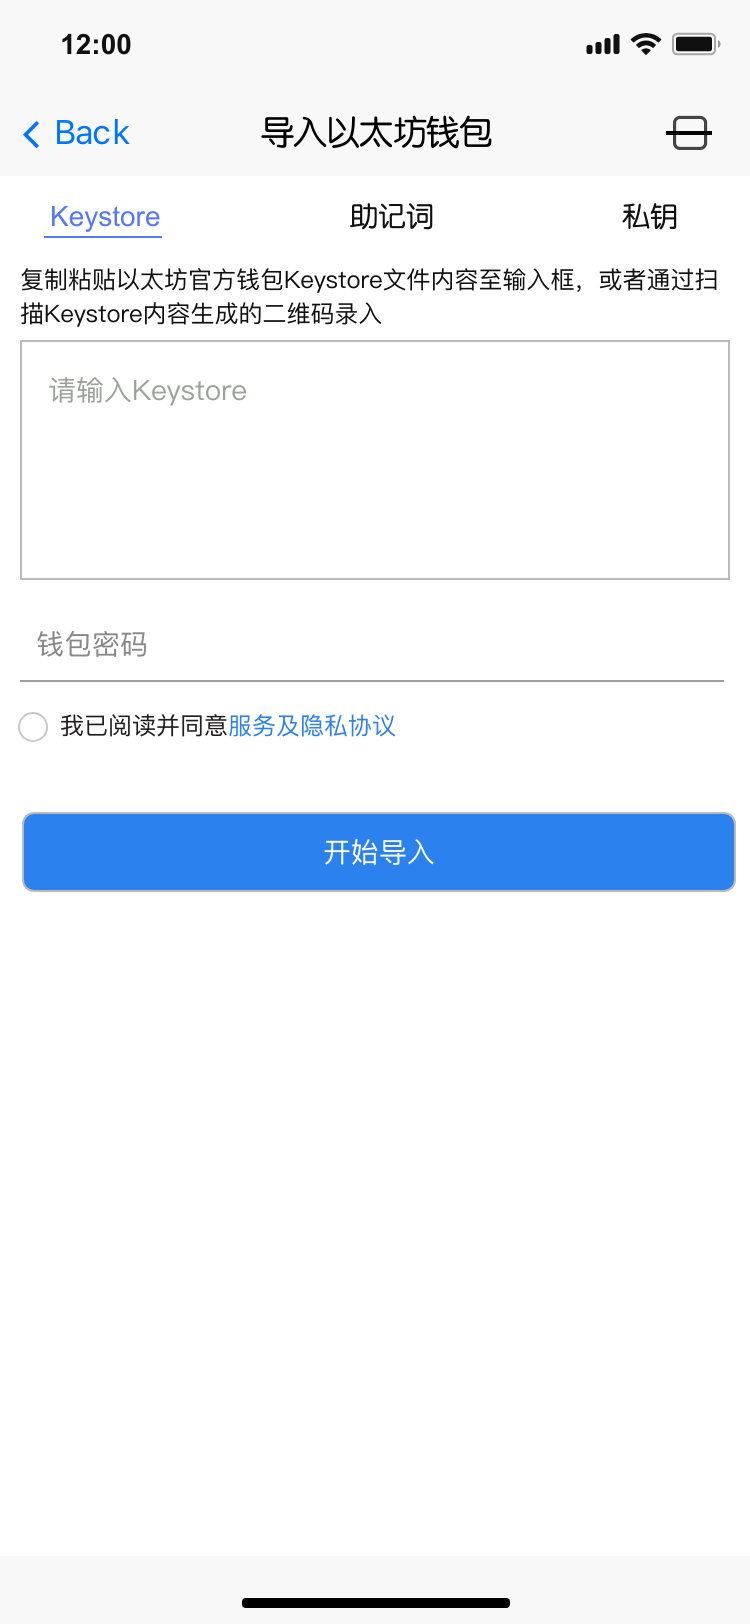 12:00
Back
导入以太坊钱包
Keystore
助记词
私钥
复制粘贴以太坊官方钱包Keystore文件内容至输入框，或者通过扫
描Keystore内容生成的二维码录入
请输入Keystore
钱包密码
我已阅读并同意服务及隐私协议
开始导入